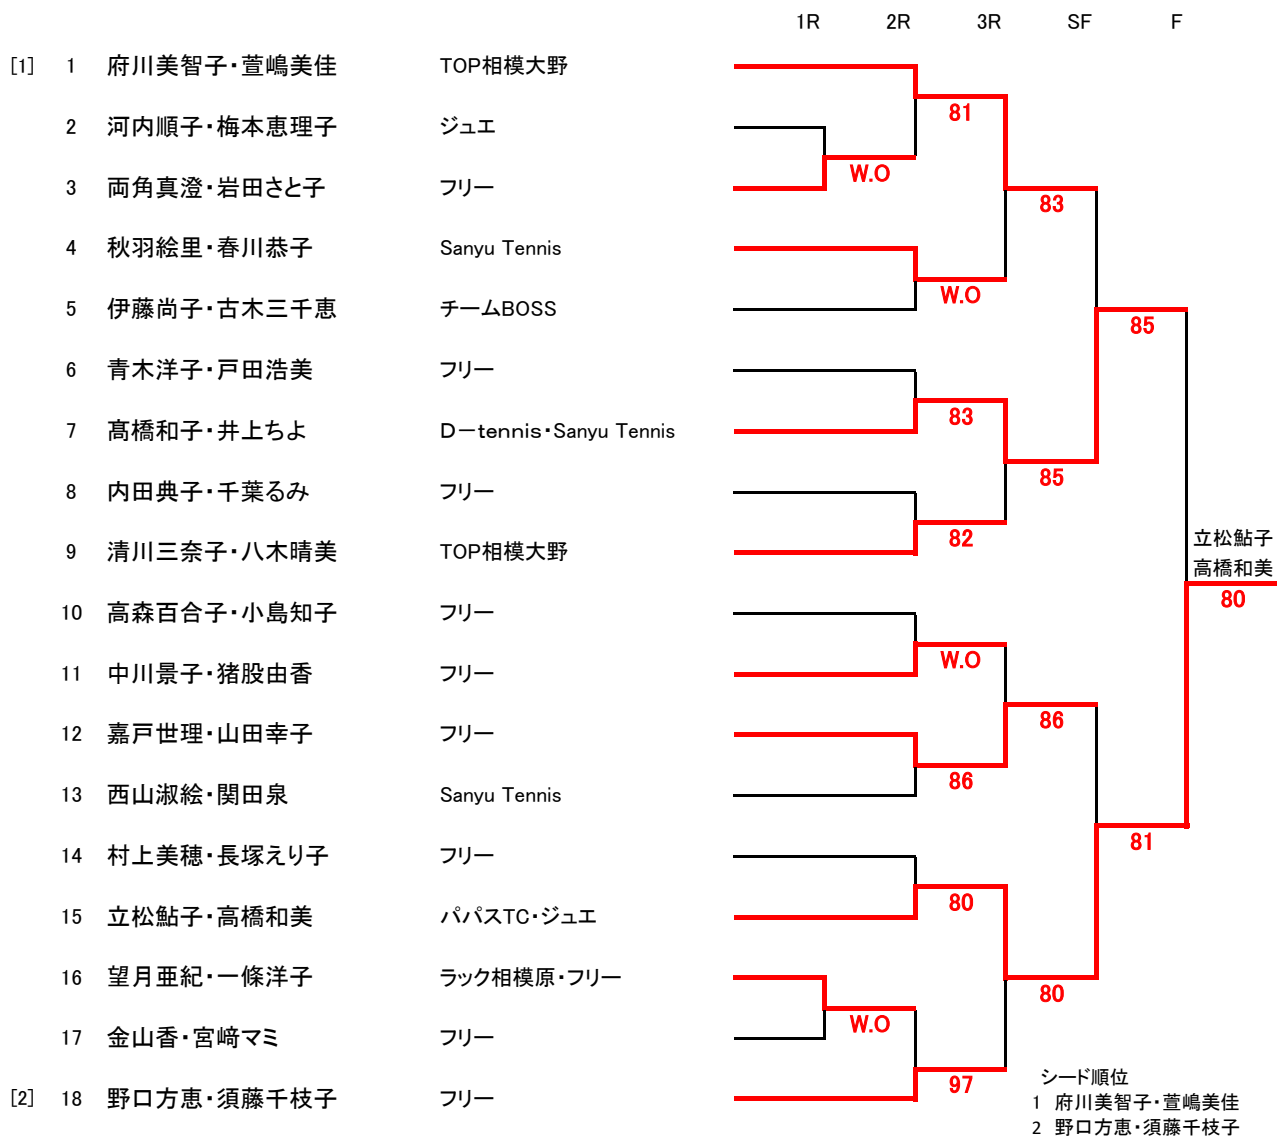 1R 2R 3R SF F
[1] 1 府川美智子・萱嶋美佳 TOP相模大野
81
2 河内順子・梅本恵理子 ジュエ
W.O
3 両角真澄・岩田さと子 フリー
83
4 秋羽絵里・春川恭子 Sanyu Tennis
W.O
5 伊藤尚子・古木三千恵 チームBOSS
85
6 青木洋子・戸田浩美 フリー
83
7 髙橋和子・井上ちよ D－tennis・Sanyu Tennis
85
8 内田典子・千葉るみ フリー
82
9 清川三奈子・八木晴美 TOP相模大野
立松鮎子
高橋和美
80
10 高森百合子・小島知子 フリー
W.O
11 中川景子・猪股由香 フリー
86
12 嘉戸世理・山田幸子 フリー
86
13 西山淑絵・関田泉 Sanyu Tennis
81
14 村上美穂・長塚えり子 フリー
80
15 立松鮎子・高橋和美 パパスTC・ジュエ
16 望月亜紀・一條洋子 ラック相模原・フリー
80
W.O
17 金山香・宮﨑マミ フリー
97
[2] 18 野口方恵・須藤千枝子 フリー
シード順位
1 府川美智子・萱嶋美佳
2 野口方恵・須藤千枝子